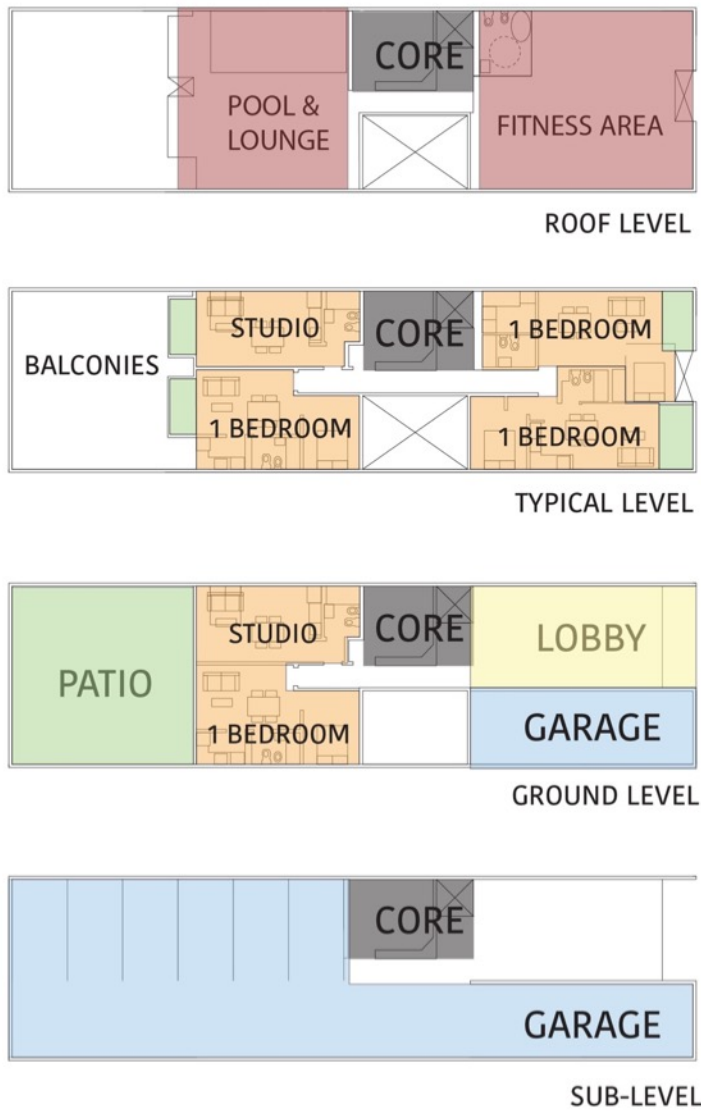 CORE
POOL &
LOUNGE
FITNESS AREA
ROOF LEVEL
STUDIO
CORE
1 BEDROOM
BALCONIES
1 BEDROOM
1 BEDROOM
TYPICAL LEVEL
STUDIO
CORE
LOBBY
PATIO
1 BEDROOM
GARAGE
GROUND LEVEL
CORE
GARAGE
SUB-LEVEL